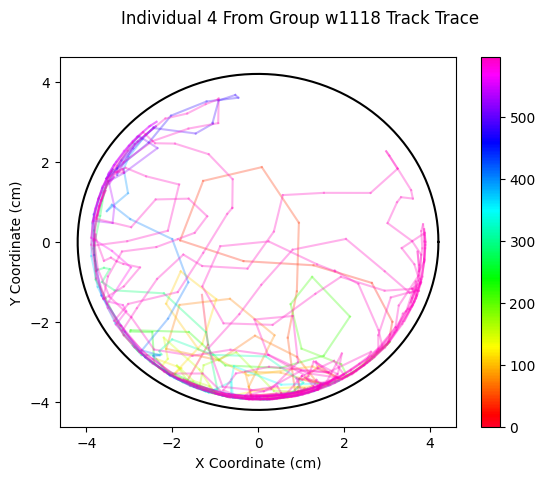 Individual 4 From Group w1118 Track Trace
4
2
0
−2
−4
Y Coordinate (cm)
−4 −2 0 2 4
X Coordinate (cm)
500
400
300
200
100
0